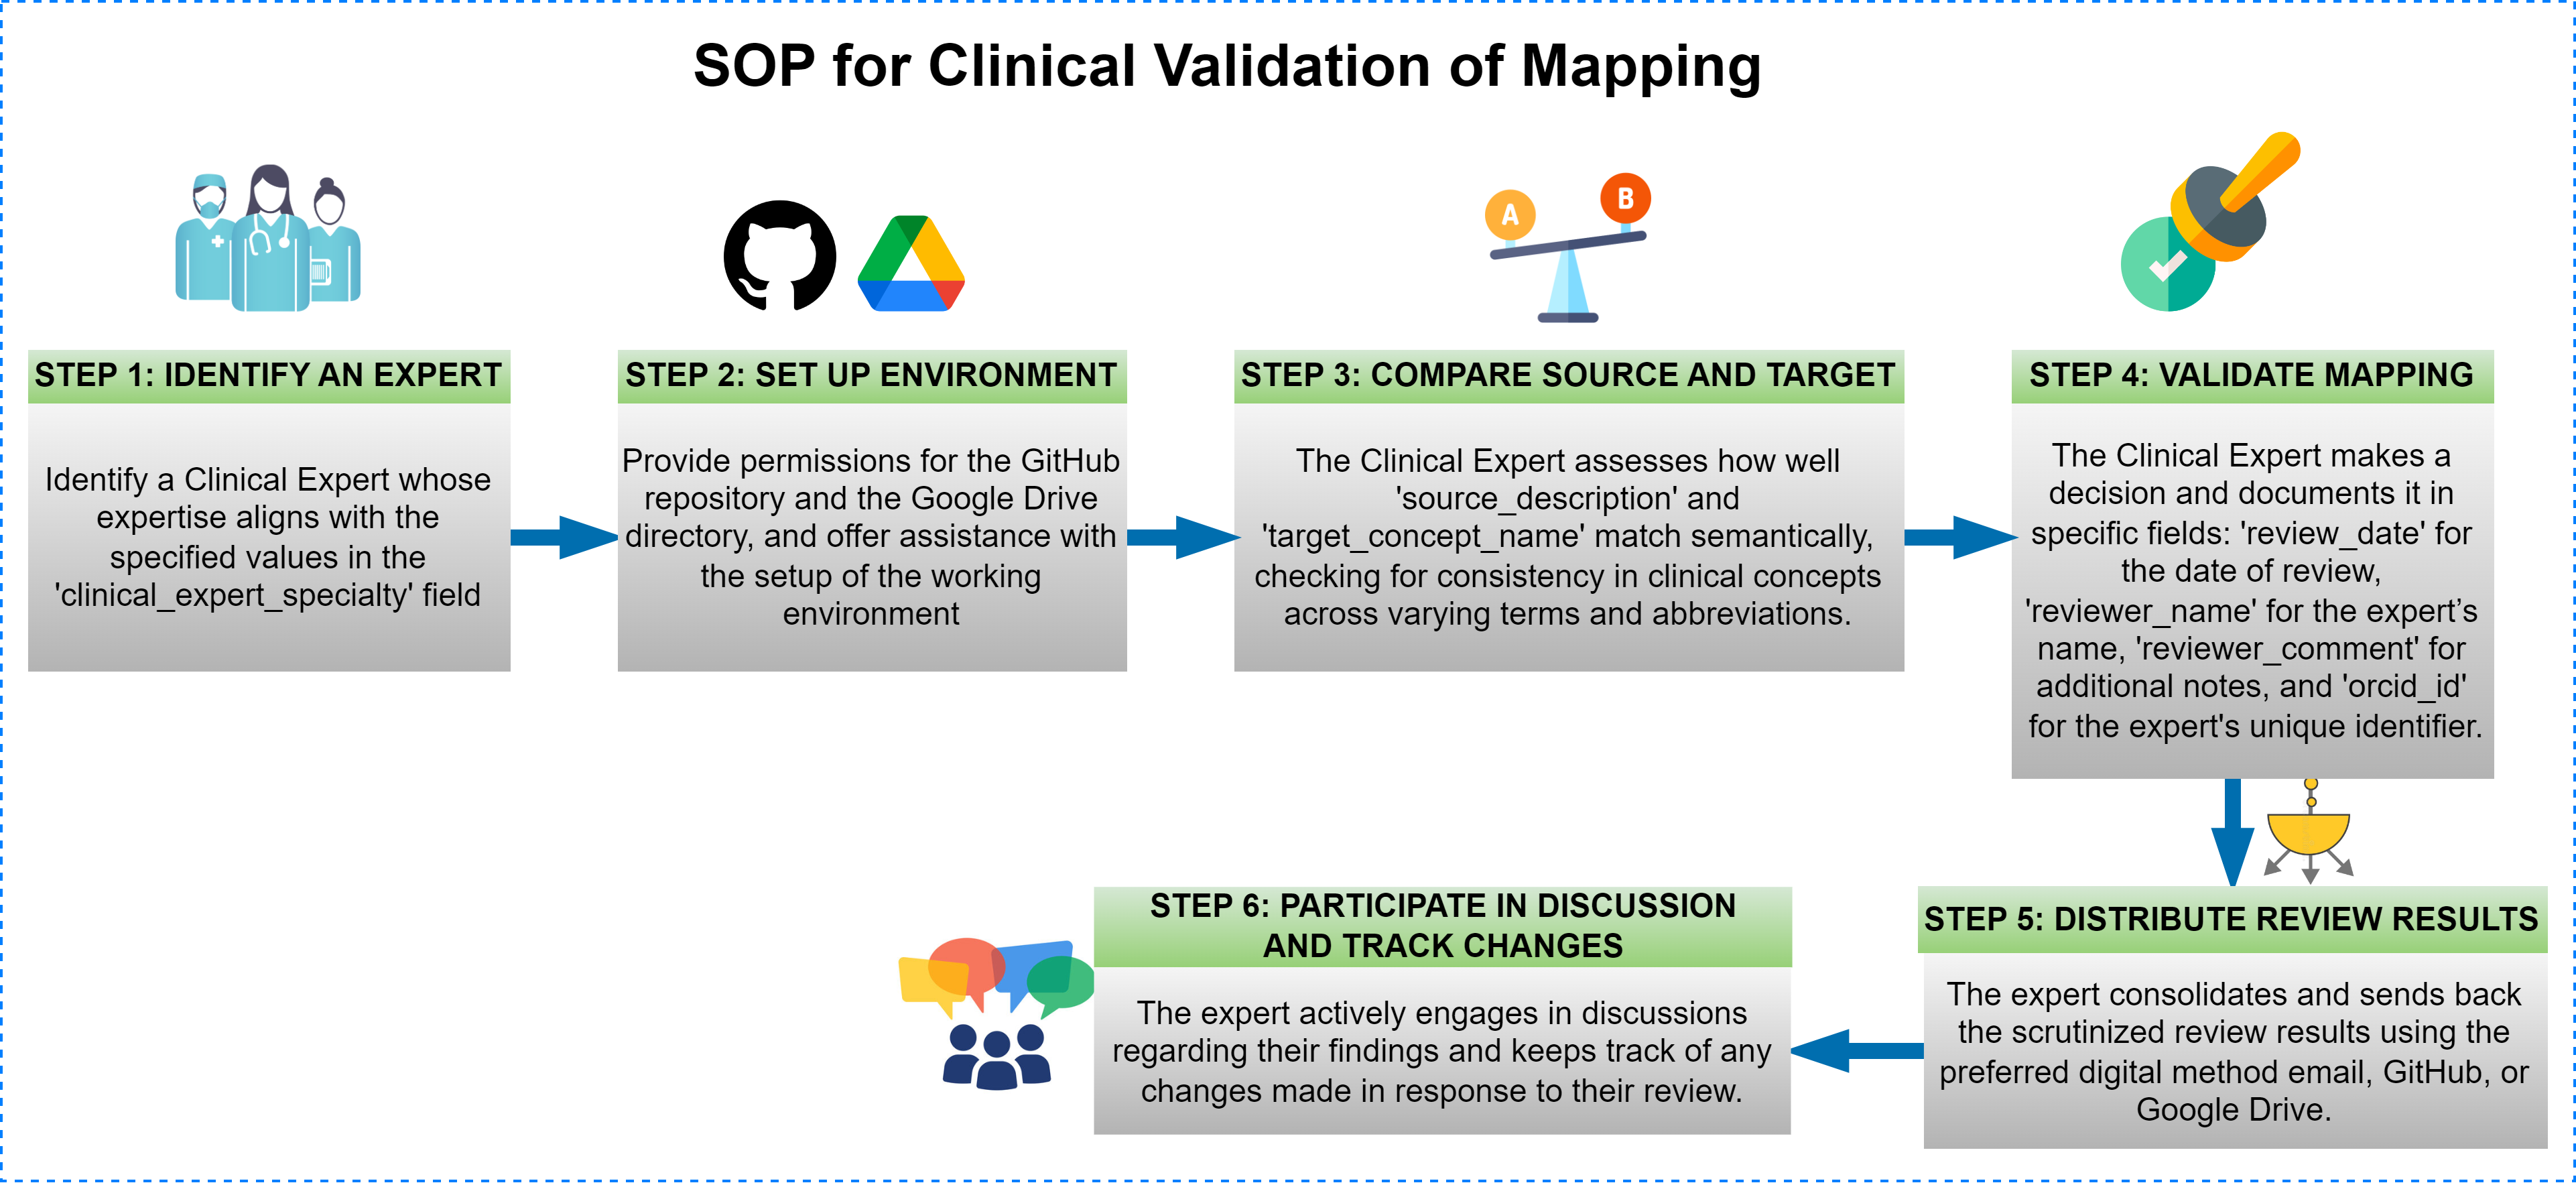 SOP for Clinical Validation of Mapping
A
B
STEP 1: IDENTIFY AN EXPERT
Identify a Clinical Expert whose
expertise aligns with the
specified values in the
'clinical_expert_specialty' field
STEP 2: SET UP ENVIRONMENT
Provide permissions for the GitHub
repository and the Google Drive
directory, and offer assistance with
the setup of the working
environment
STEP 3: COMPARE SOURCE AND TARGET
The Clinical Expert assesses how well
'source_description' and
'target_concept_name' match semantically,
checking for consistency in clinical concepts
across varying terms and abbreviations.
STEP 4: VALIDATE MAPPING
The Clinical Expert makes a
decision and documents it in
specific fields: 'review_date' for
the date of review,
'reviewer_name' for the expert’s
name, 'reviewer_comment' for
additional notes, and 'orcid_id'
for the expert's unique identifier.
STEP 5: DISTRIBUTE REVIEW RESULTS
The expert consolidates and sends back
the scrutinized review results using the
preferred digital method email, GitHub, or
Google Drive.
STEP 6: PARTICIPATE IN DISCUSSION
AND TRACK CHANGES
The expert actively engages in discussions
regarding their findings and keeps track of any
changes made in response to their review.